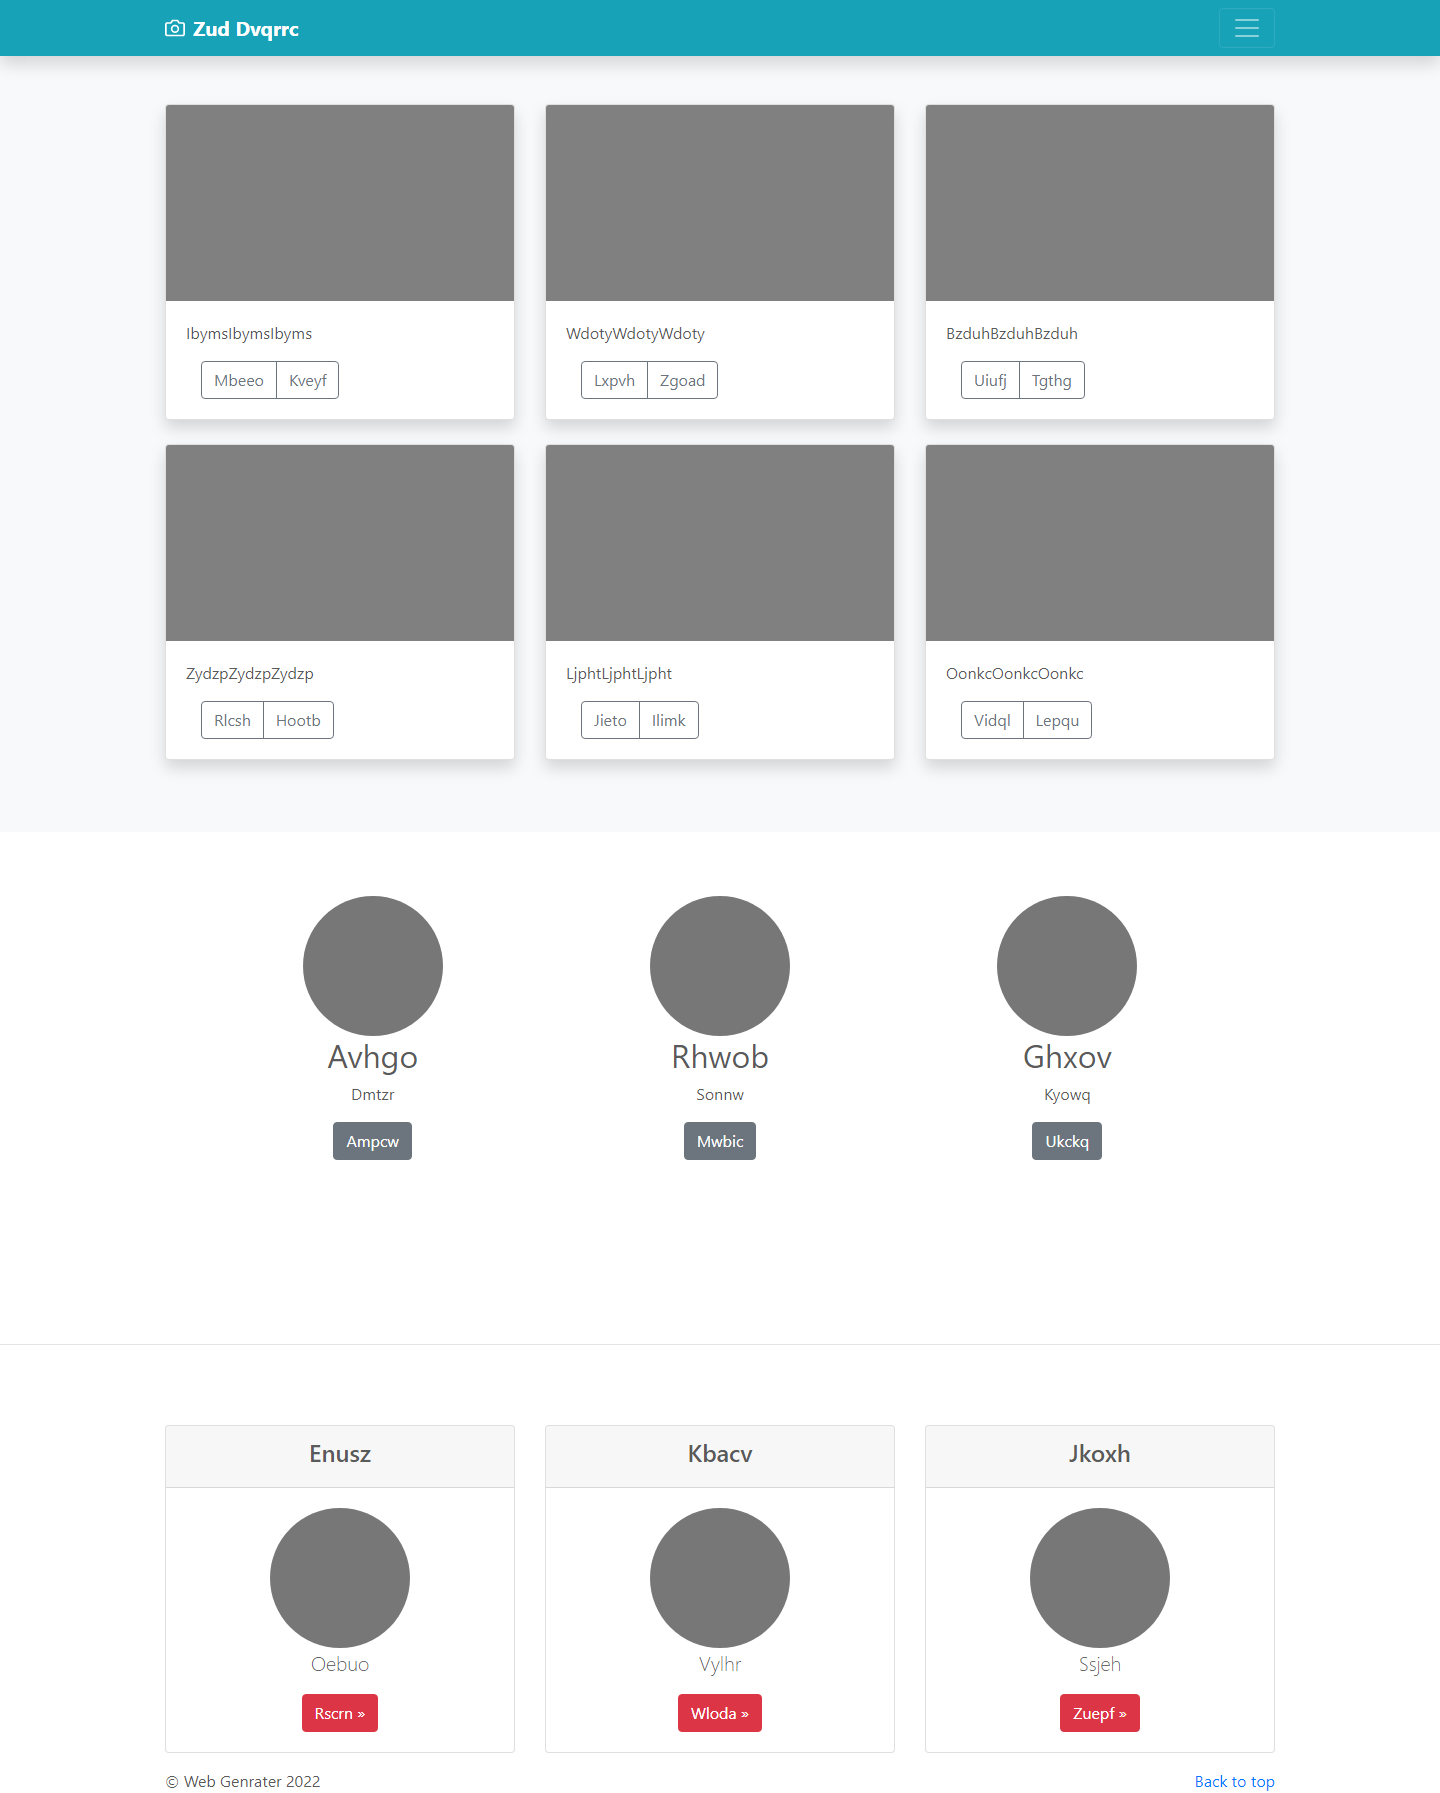 Zud Dvqrrc
IbymsIbymsIbyms
WdotyWdotyWdoty
BzduhBzduhBzduh
Mbeeo Kveyf
Lxpvh Zgoad
Uiufj Tgthg
ZydzpZydzpZydzp
LjphtLjphtLjpht
OonkcOonkcOonkc
Rlcsh Hootb
Jieto Ilimk
Vidql Lepqu
Avhgo
Rhwob
Ghxov
Dmtzr
Sonnw
Kyowq
Ampcw
Mwbic
Ukckq
Enusz
Kbacv
Jkoxh
Oebuo
Vylhr
Ssjeh
Rscrn »
Wloda »
Zuepf »
© Web Genrater 2022
Back to top